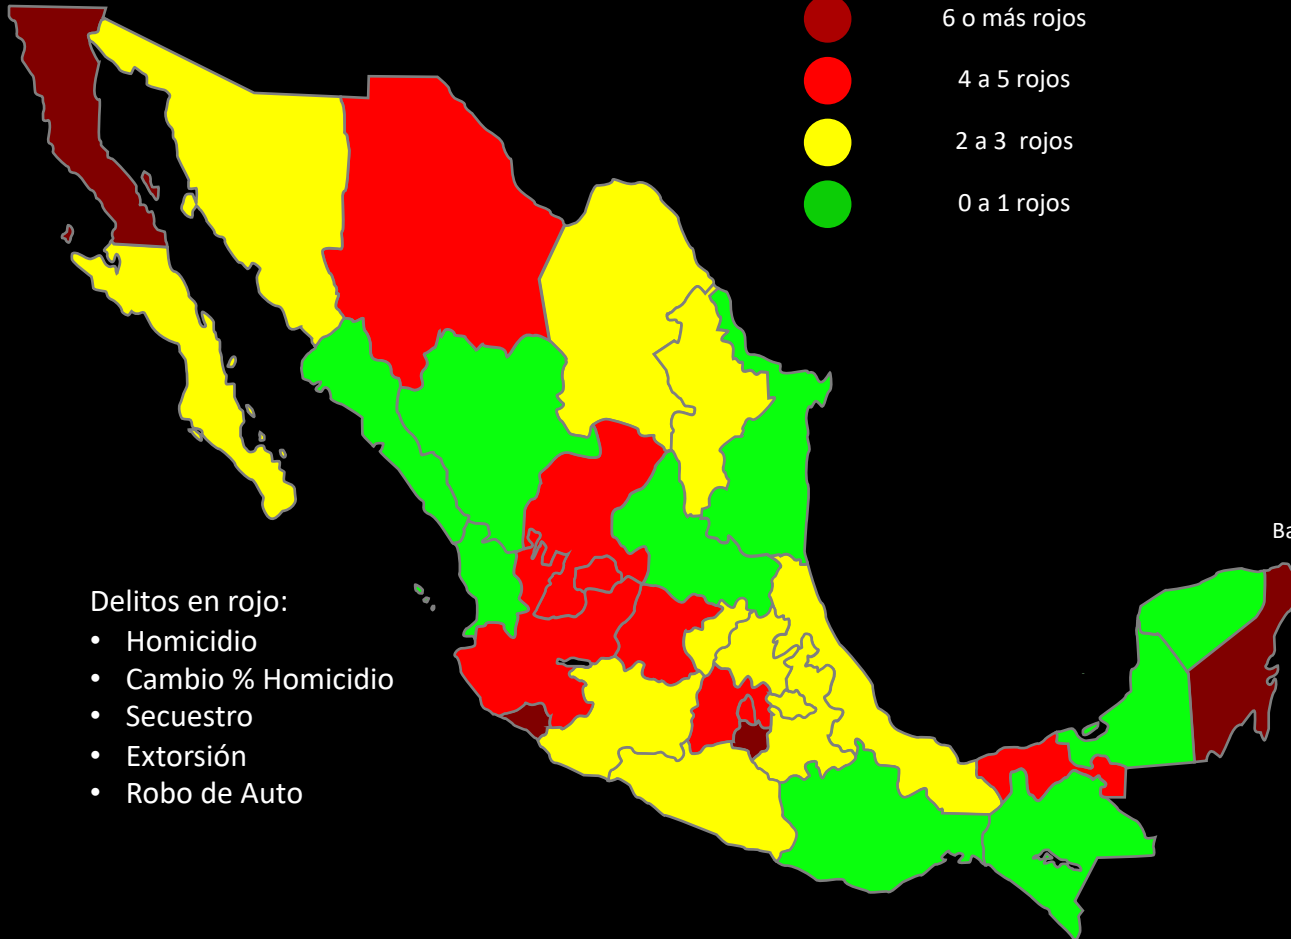 6 o más rojos
4 a 5 rojos
2 a 3 rojos
0 a 1 rojos
Ba
Delitos en rojo:
• Homicidio
• Cambio % Homicidio
• Secuestro
• Extorsión
• Robo de Auto